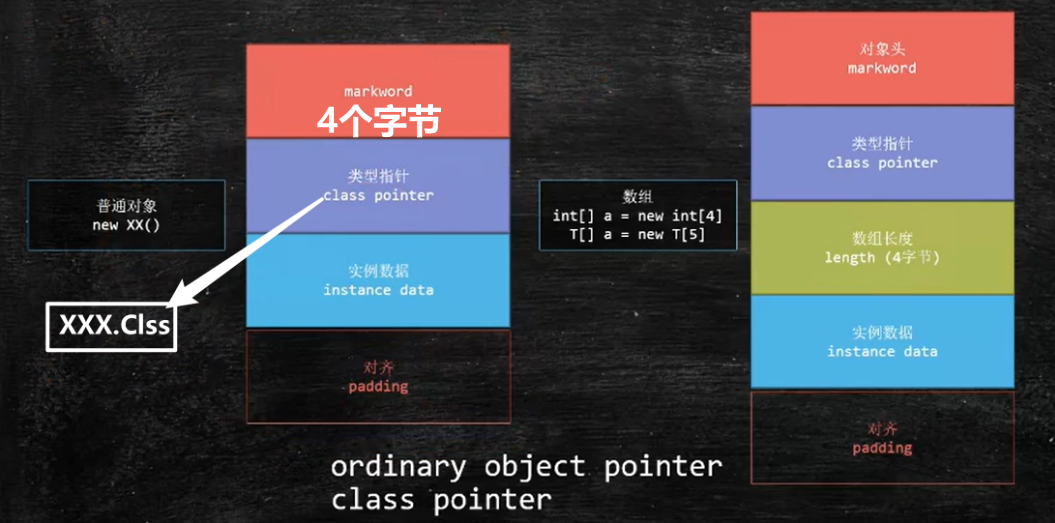 普通对象
new XX()
XXX.Clss
markword
4个字节
类型指针
class pointer
实例数据
instance data
对齐
padding
数组
int[] a = new int[4]
T[] a = new T[5]
对象头
markword
类型指针
class pointer
数组长度
length (4字节)
实例数据
instance data
对齐
padding
ordinary object pointer
class pointer